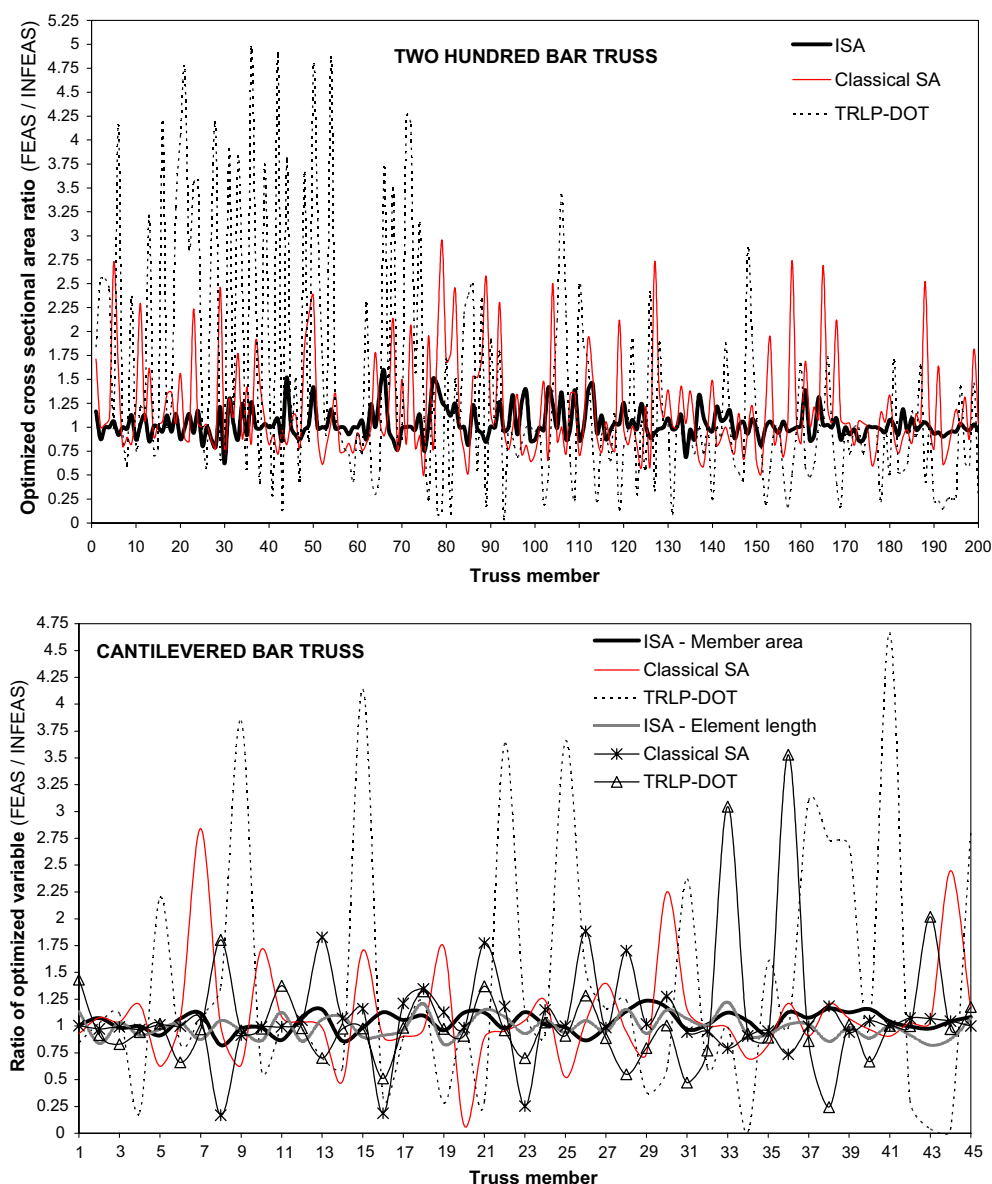 TWO HUNDRED BAR TRUSS
ISA
Classical SA
TRLP-DOT
Optimized cross sectional area ratio (FEAS / INFEAS)
5.25
5
4.75
4.5
4.25
4
3.75
3.5
3.25
3
2.75
2.5
2.25
2
1.75
1.5
1.25
1
0.75
0.5
0.25
0
0 10 20 30 40 50 60 70 80 90 100 110 120 130 140 150 160 170 180 190 200
Truss member
CANTILEVERED BAR TRUSS
ISA - Member area
Classical SA
TRLP-DOT
ISA - Element length
Classical SA
TRLP-DOT
Ratio of optimized variable (FEAS / INFEAS)
4.75
4.5
4.25
4
3.75
3.5
3.25
3
2.75
2.5
2.25
2
1.75
1.5
1.25
1
0.75
0.5
0.25
0
1 3 5 7 9 11 13 15 17 19 21 23 25 27 29 31 33 35 37 39 41 43 45
Truss member